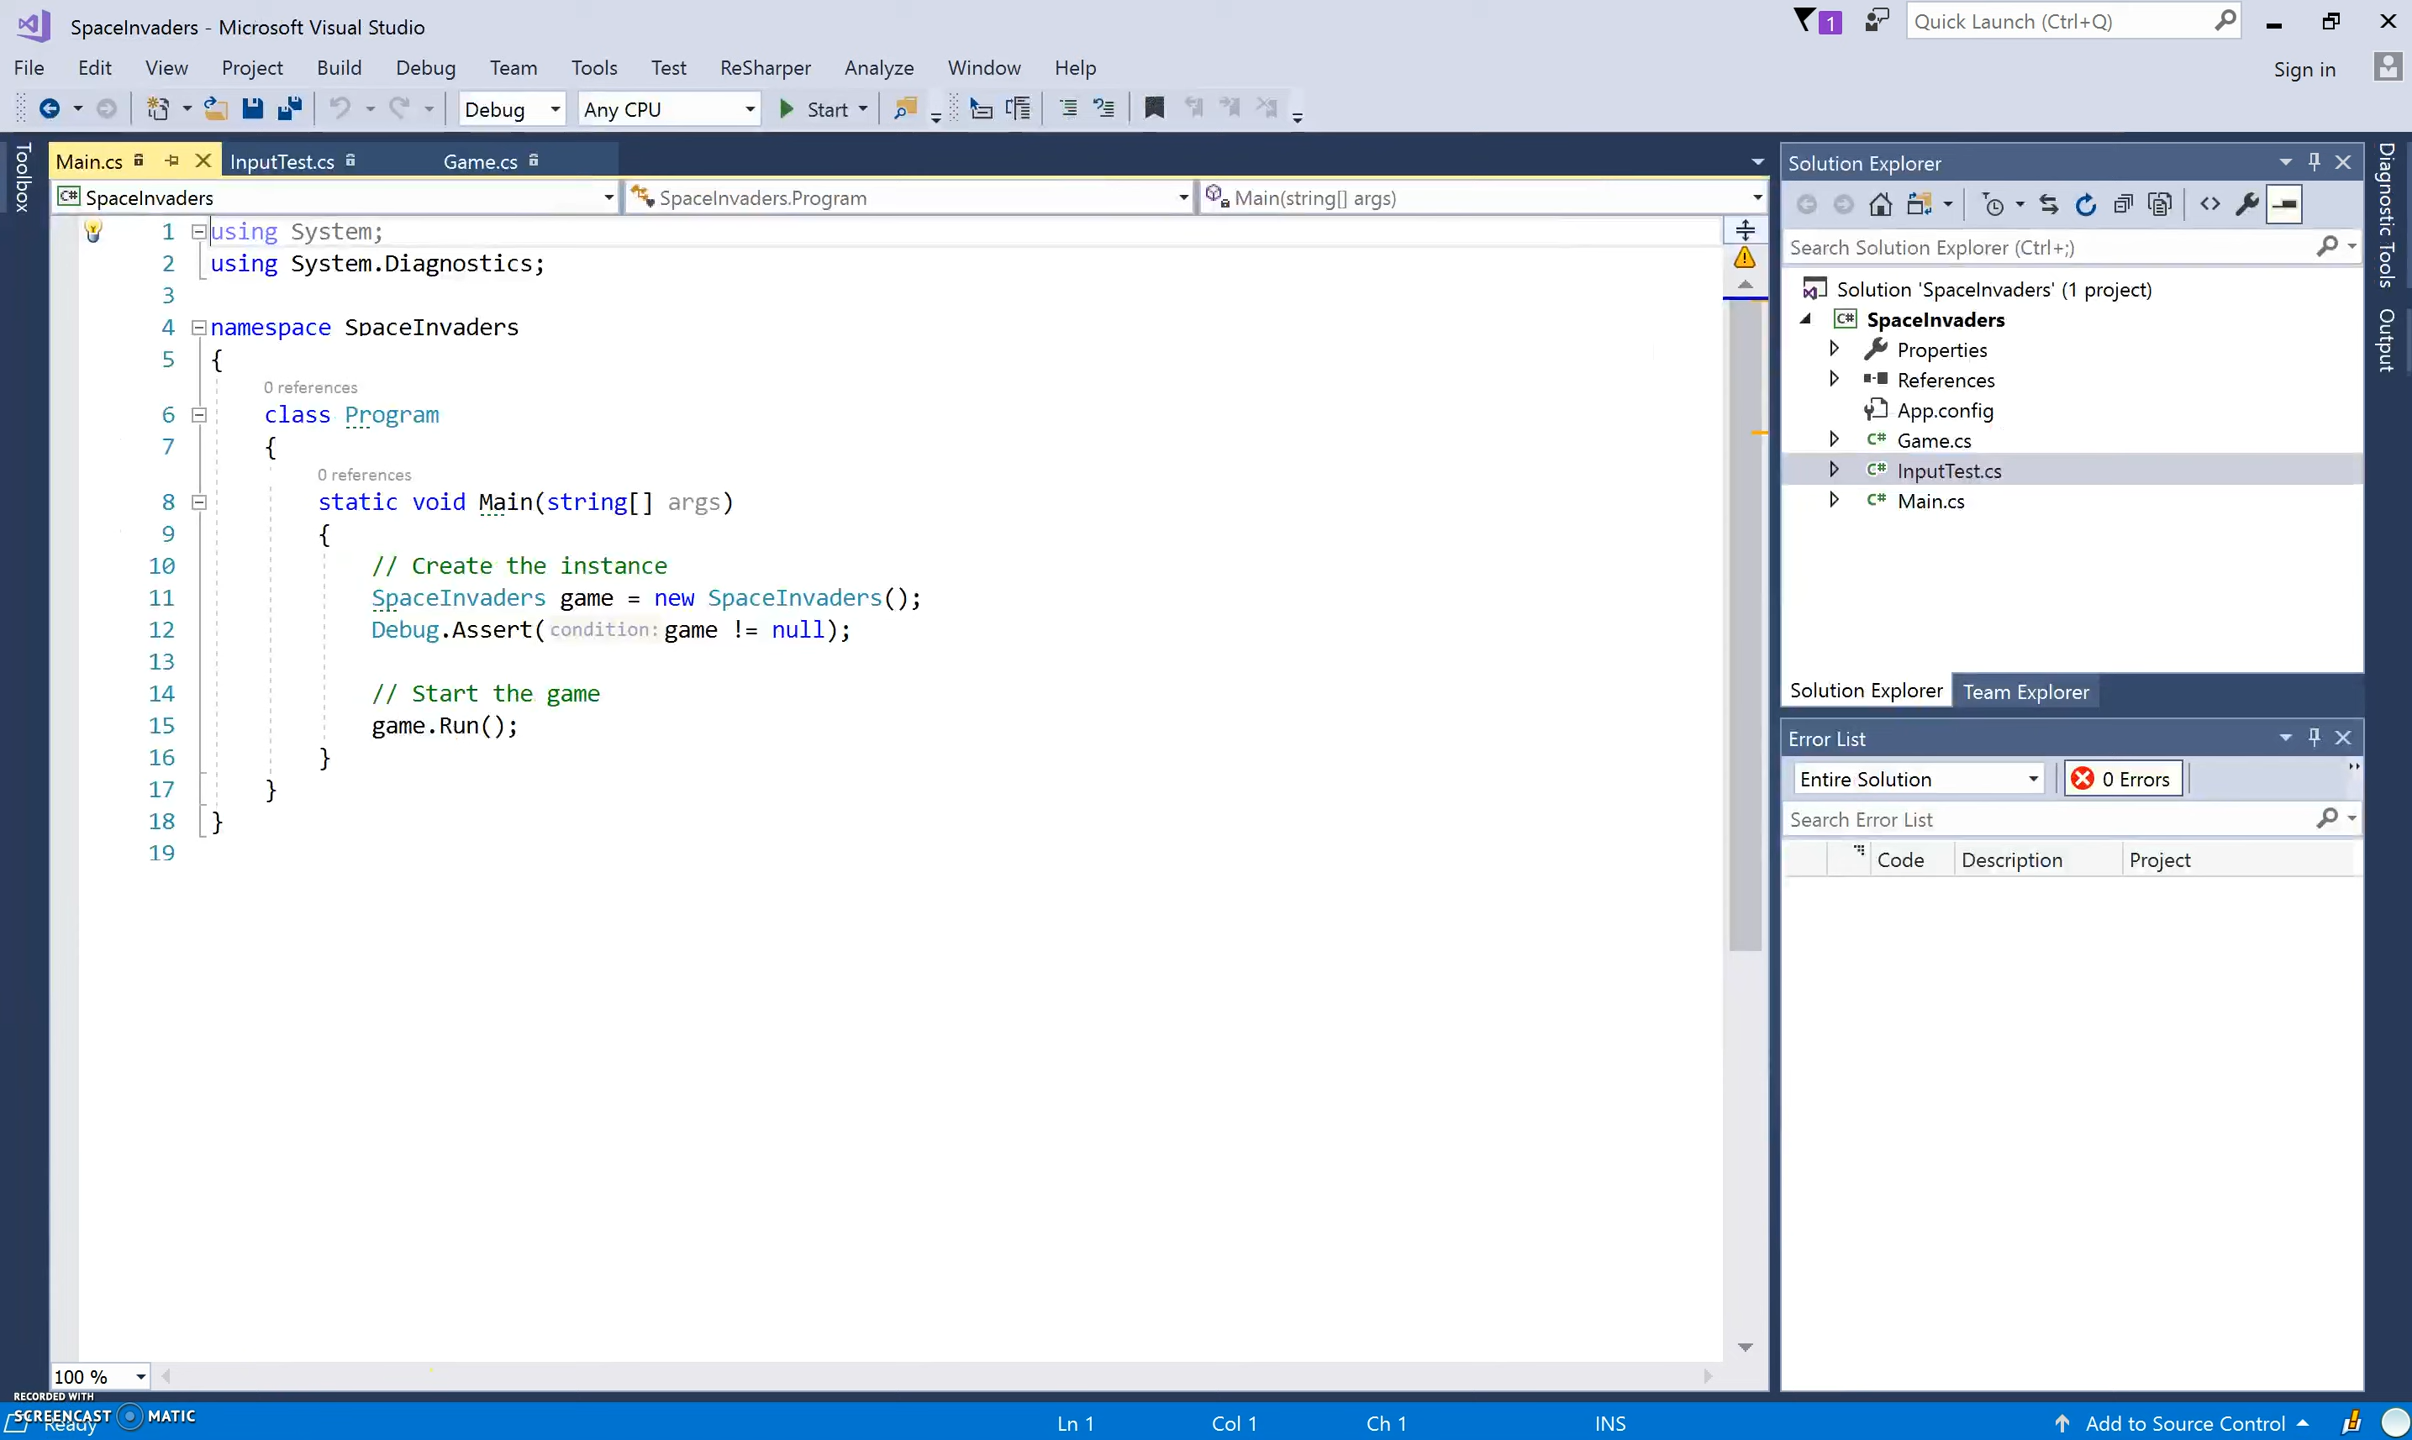 SpaceInvaders - Microsoft Visual Studio
1
Quick Launch (Ctrl+Q)
File Edit View Project Build Debug Team Tools Test ReSharper Analyze Window Help
Sign in
Debug Any CPU Start
Toolbox
Main.cs InputTest.cs Game.cs
SpaceInvaders SpaceInvaders.Program Main(string[] args)
1 using System;
2 using System.Diagnostics;
3
4 namespace SpaceInvaders
5 {
0 references
6 class Program
7 {
0 references
8 static void Main(string[] args)
9 {
10 // Create the instance
11 SpaceInvaders game = new SpaceInvaders();
12 Debug.Assert(condition:game != null);
13
14 // Start the game
15 game.Run();
16 }
17 }
18 }
19
100 %
Solution Explorer
Search Solution Explorer (Ctrl+;)
Solution 'SpaceInvaders' (1 project)
C# SpaceInvaders
Properties
References
App.config
C# Game.cs
C# InputTest.cs
C# Main.cs
Solution Explorer Team Explorer
Error List
Entire Solution 0 Errors
Search Error List
Code Description Project
Diagnostic Tools
Output
RECORDED WITH
SCREENCAST MATIC
Ready
Ln 1 Col 1 Ch 1 INS Add to Source Control